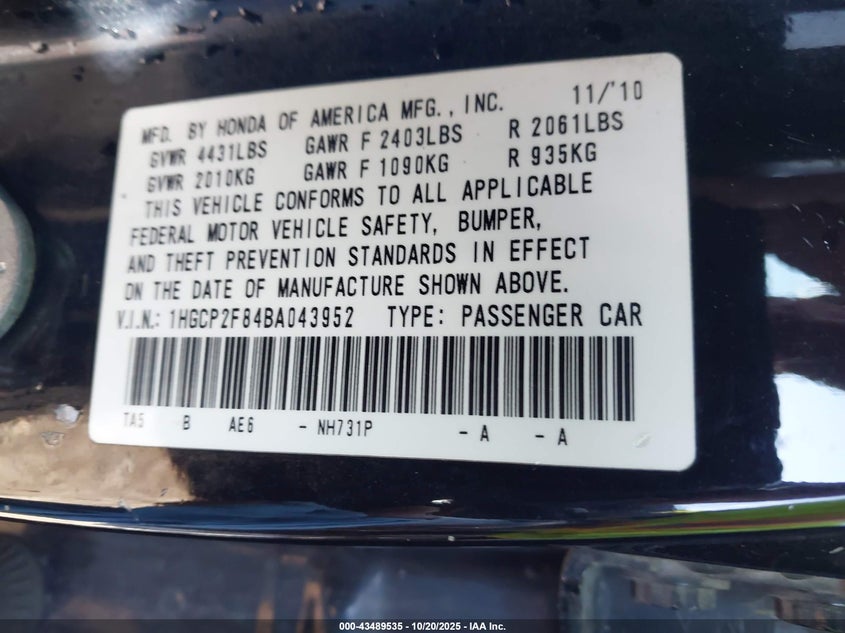 MFD. BY HONDA OF AMERICA MFG., INC. 11/'10
GVWR 4431LBS GAWR F 2403LBS R 2061LBS
GVWR 2010KG GAWR F 1090KG R 935KG
THIS VEHICLE CONFORMS TO ALL APPLICABLE
FEDERAL MOTOR VEHICLE SAFETY, BUMPER,
AND THEFT PREVENTION STANDARDS IN EFFECT
ON THE DATE OF MANUFACTURE SHOWN ABOVE.
V.I.N.: 1HGCP2F84BA043952 TYPE: PASSENGER CAR
TA5 B AE6 - NH731P - A - A
000-43489535 - 10/20/2025 - IAA Inc.